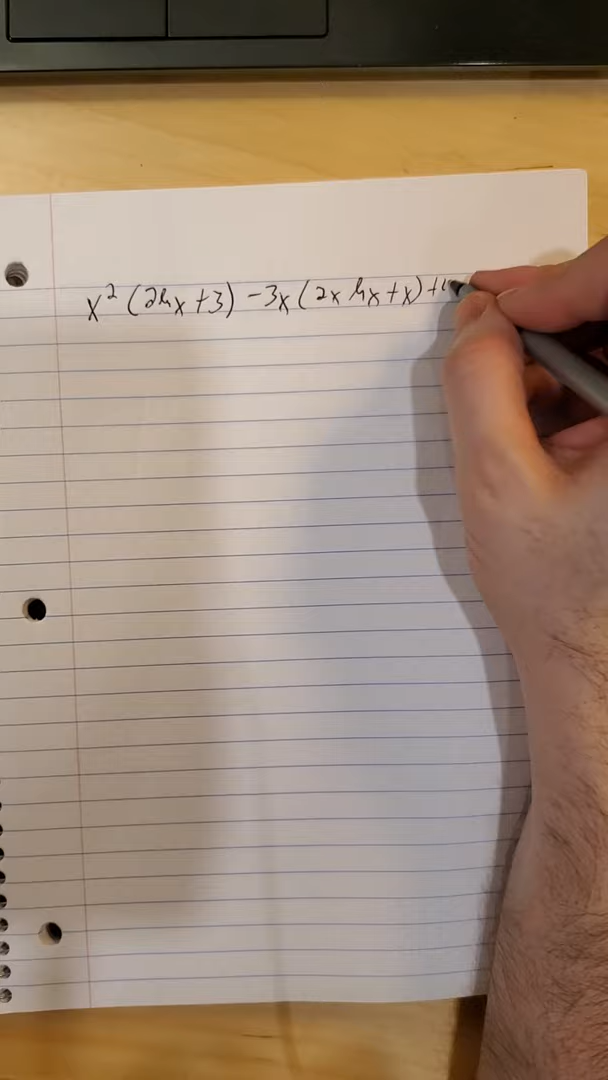 x² (2lnx + 3) - 3x (2x lnx + x) +